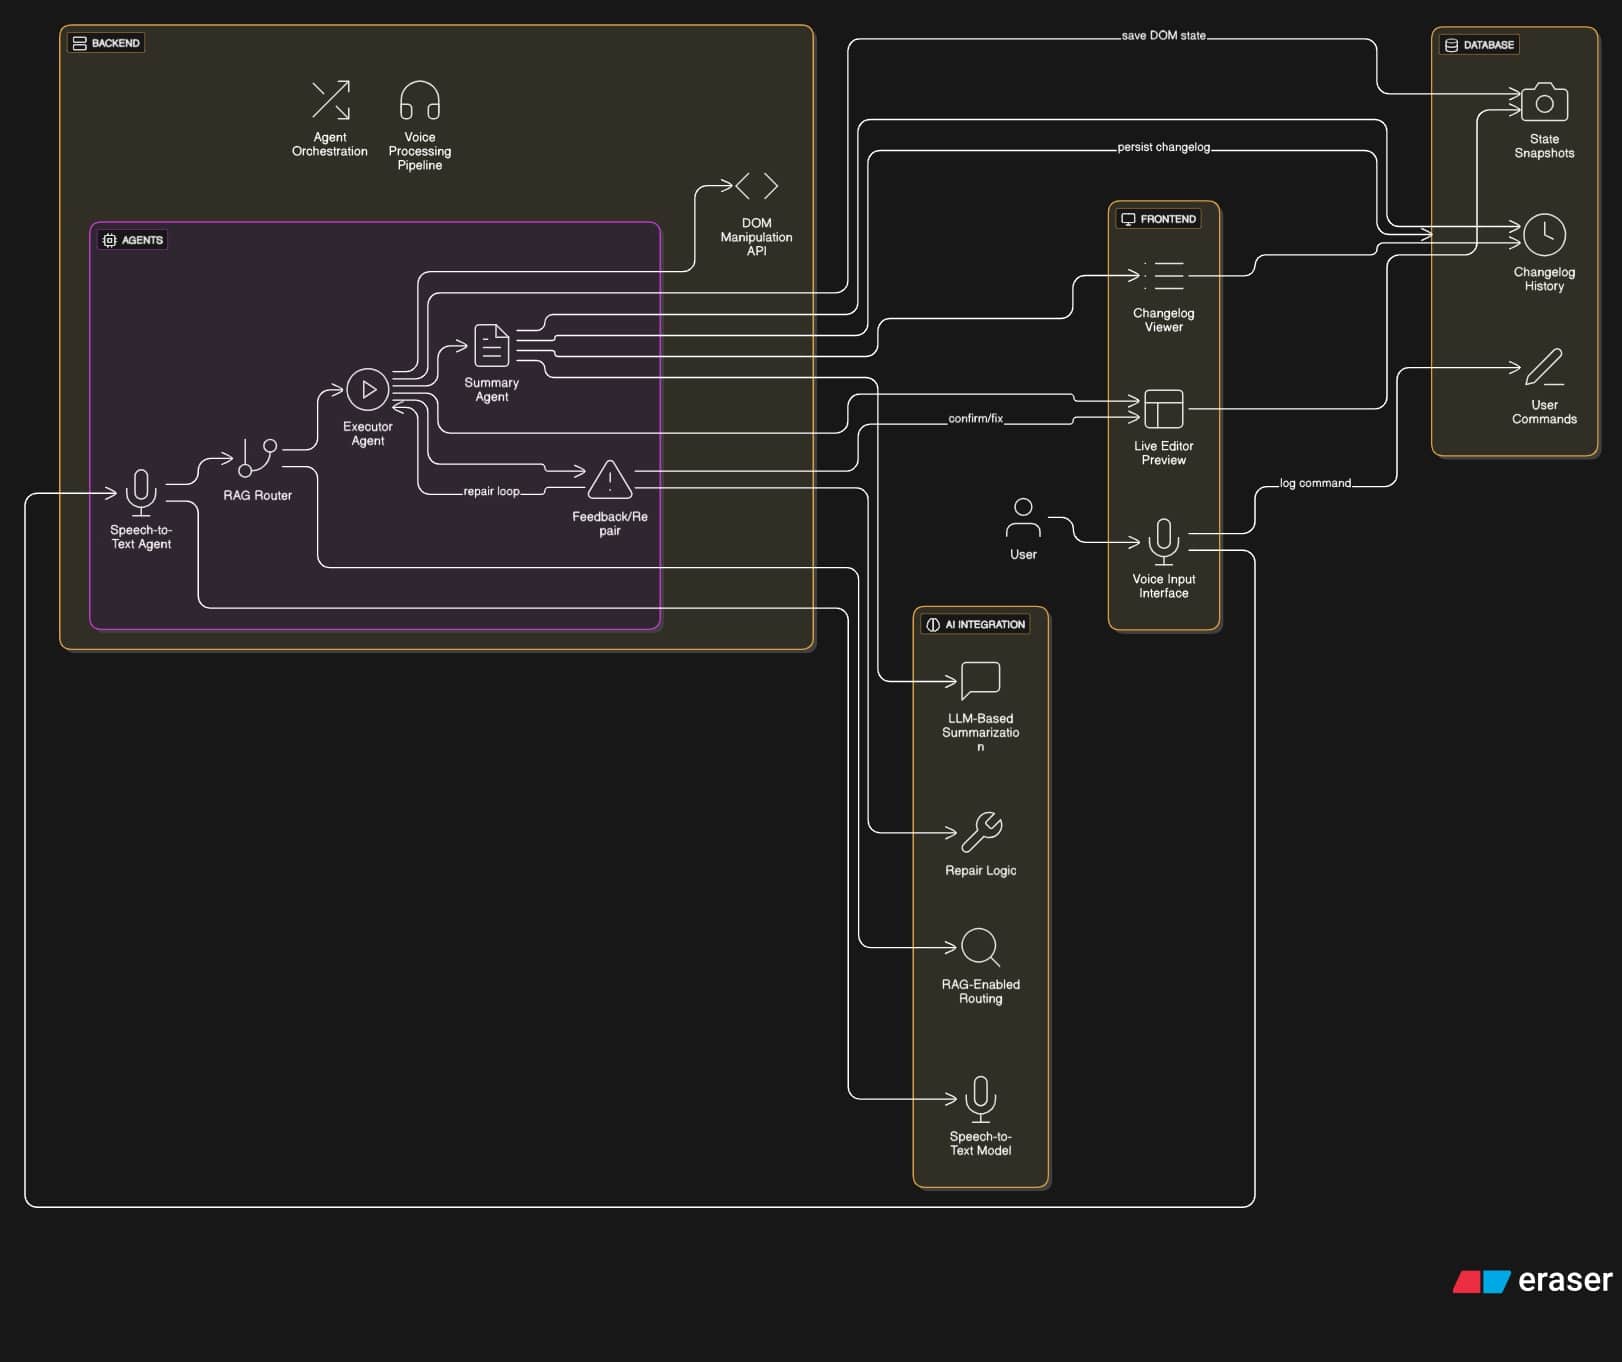 BACKEND
Agent
Orchestration
Voice
Processing
Pipeline
DOM
Manipulation
API
AGENTS
Summary
Agent
Executor
Agent
RAG Router
Speech-to-
Text Agent
repair loop
Feedback/Re
pair
save DOM state
persist changelog
confirm/fix
log command
FRONTEND
Changelog
Viewer
Live Editor
Preview
User
Voice Input
Interface
DATABASE
State
Snapshots
Changelog
History
User
Commands
AI INTEGRATION
LLM-Based
Summarizatio
n
Repair Logic
RAG-Enabled
Routing
Speech-to-
Text Model
eraser